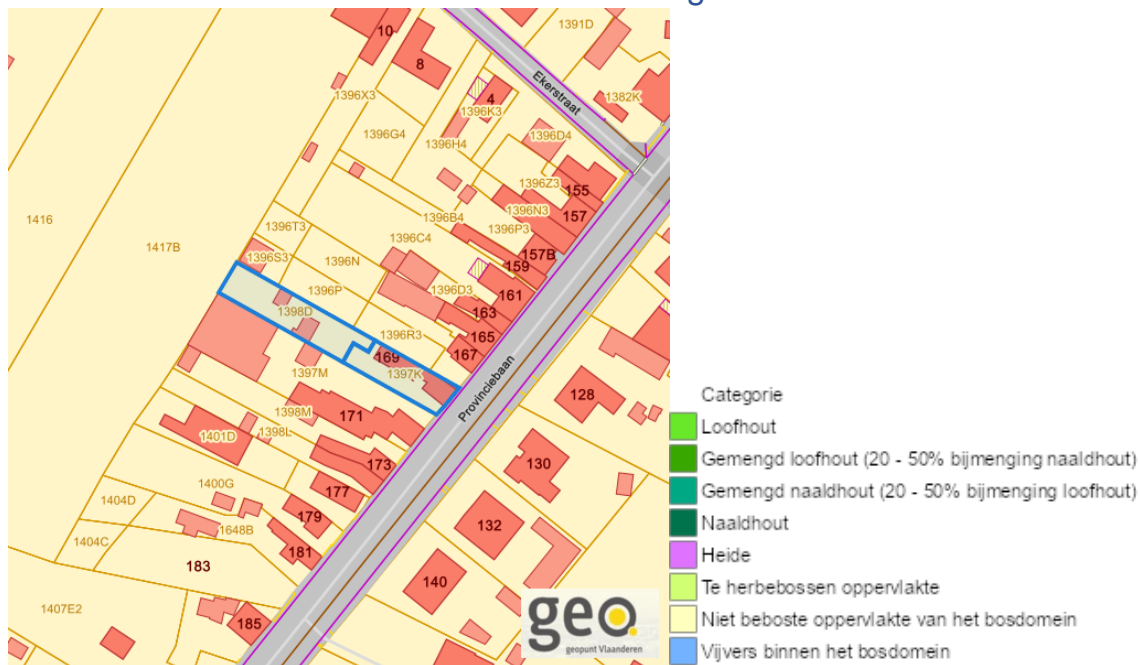 10
8
1391D
Ekerstraat
1382K
1396X3
4
1396K3
1396G4
1396H4
1396D4
155
1396Z3
1396N3
157
1416
1396B4
1396P3
1417B
1396T3
1396C4
157B
159
1396S3
1396N
161
1396P
1396D3
163
1398D
1396R3
165
167
169
1397K
1397M
Provinciebaan
128
1398M
171
1401D
1398L
173
130
1400G
177
1404D
179
132
1648B
1404C
181
183
140
1407E2
185
geo
geopunt Vlaanderen
Categorie
Loofhout
Gemengd loofhout (20 - 50% bijmenging naaldhout)
Gemengd naaldhout (20 - 50% bijmenging loofhout)
Naaldhout
Heide
Te herbebossen oppervlakte
Niet beboste oppervlakte van het bosdomein
Vijvers binnen het bosdomein